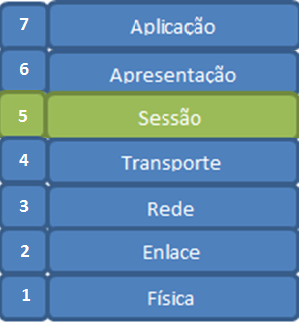 7 Aplicação
6 Apresentação
5 Sessão
4 Transporte
3 Rede
2 Enlace
1 Física